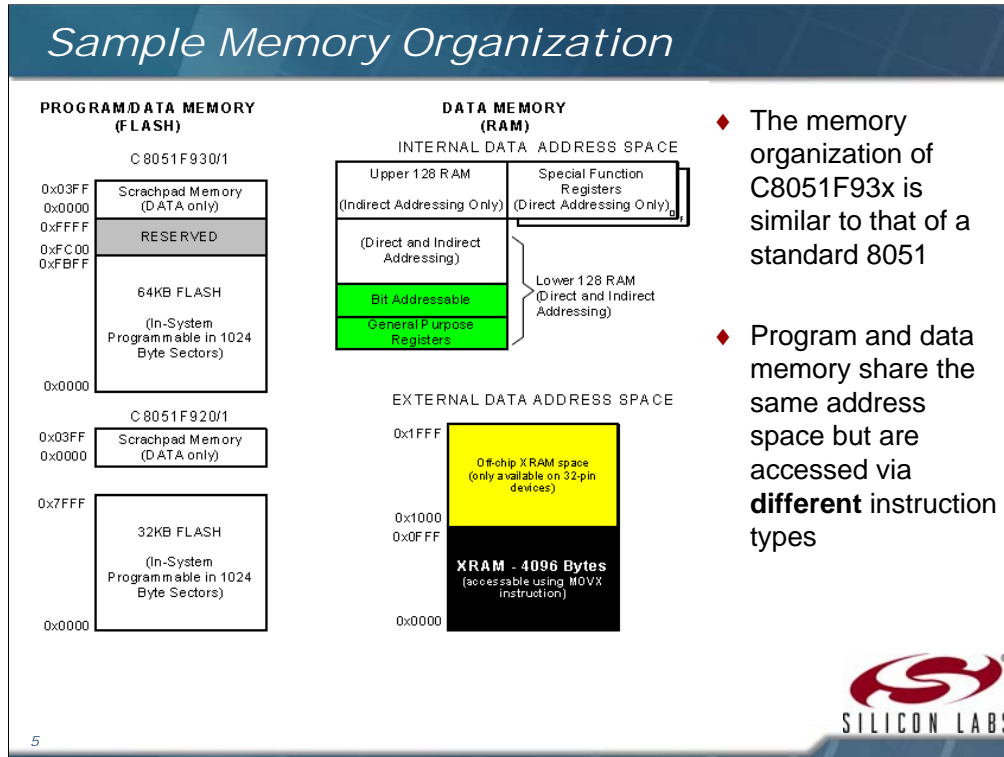 Sample Memory Organization
PROGRAM/DATA MEMORY
(FLASH)
C8051F930/1
0x03FF
0x0000
Scrachpad Memory
(DATA only)
0xFFFF
0xFC00
RESERVED
0xFBFF
64KB FLASH
(In-System
Programmable in 1024
Byte Sectors)
0x0000
C8051F920/1
0x03FF
0x0000
Scrachpad Memory
(DATA only)
0x7FFF
32KB FLASH
(In-System
Programmable in 1024
Byte Sectors)
0x0000
DATA MEMORY
(RAM)
INTERNAL DATA ADDRESS SPACE
Upper 128 RAM
(Indirect Addressing Only)
Special Function
Registers
(Direct Addressing Only)
(Direct and Indirect
Addressing)
Bit Addressable
General Purpose
Registers
Lower 128 RAM
(Direct and Indirect
Addressing)
EXTERNAL DATA ADDRESS SPACE
0x1FFF
Off-chip XRAM space
(only available on 32-pin
devices)
0x1000
0x0FFF
XRAM - 4096 Bytes
(accessable using MOVX
instruction)
0x0000
♦ The memory
organization of
C8051F93x is
similar to that of a
standard 8051
♦ Program and data
memory share the
same address
space but are
accessed via
different instruction
types
SILICON LABS
5